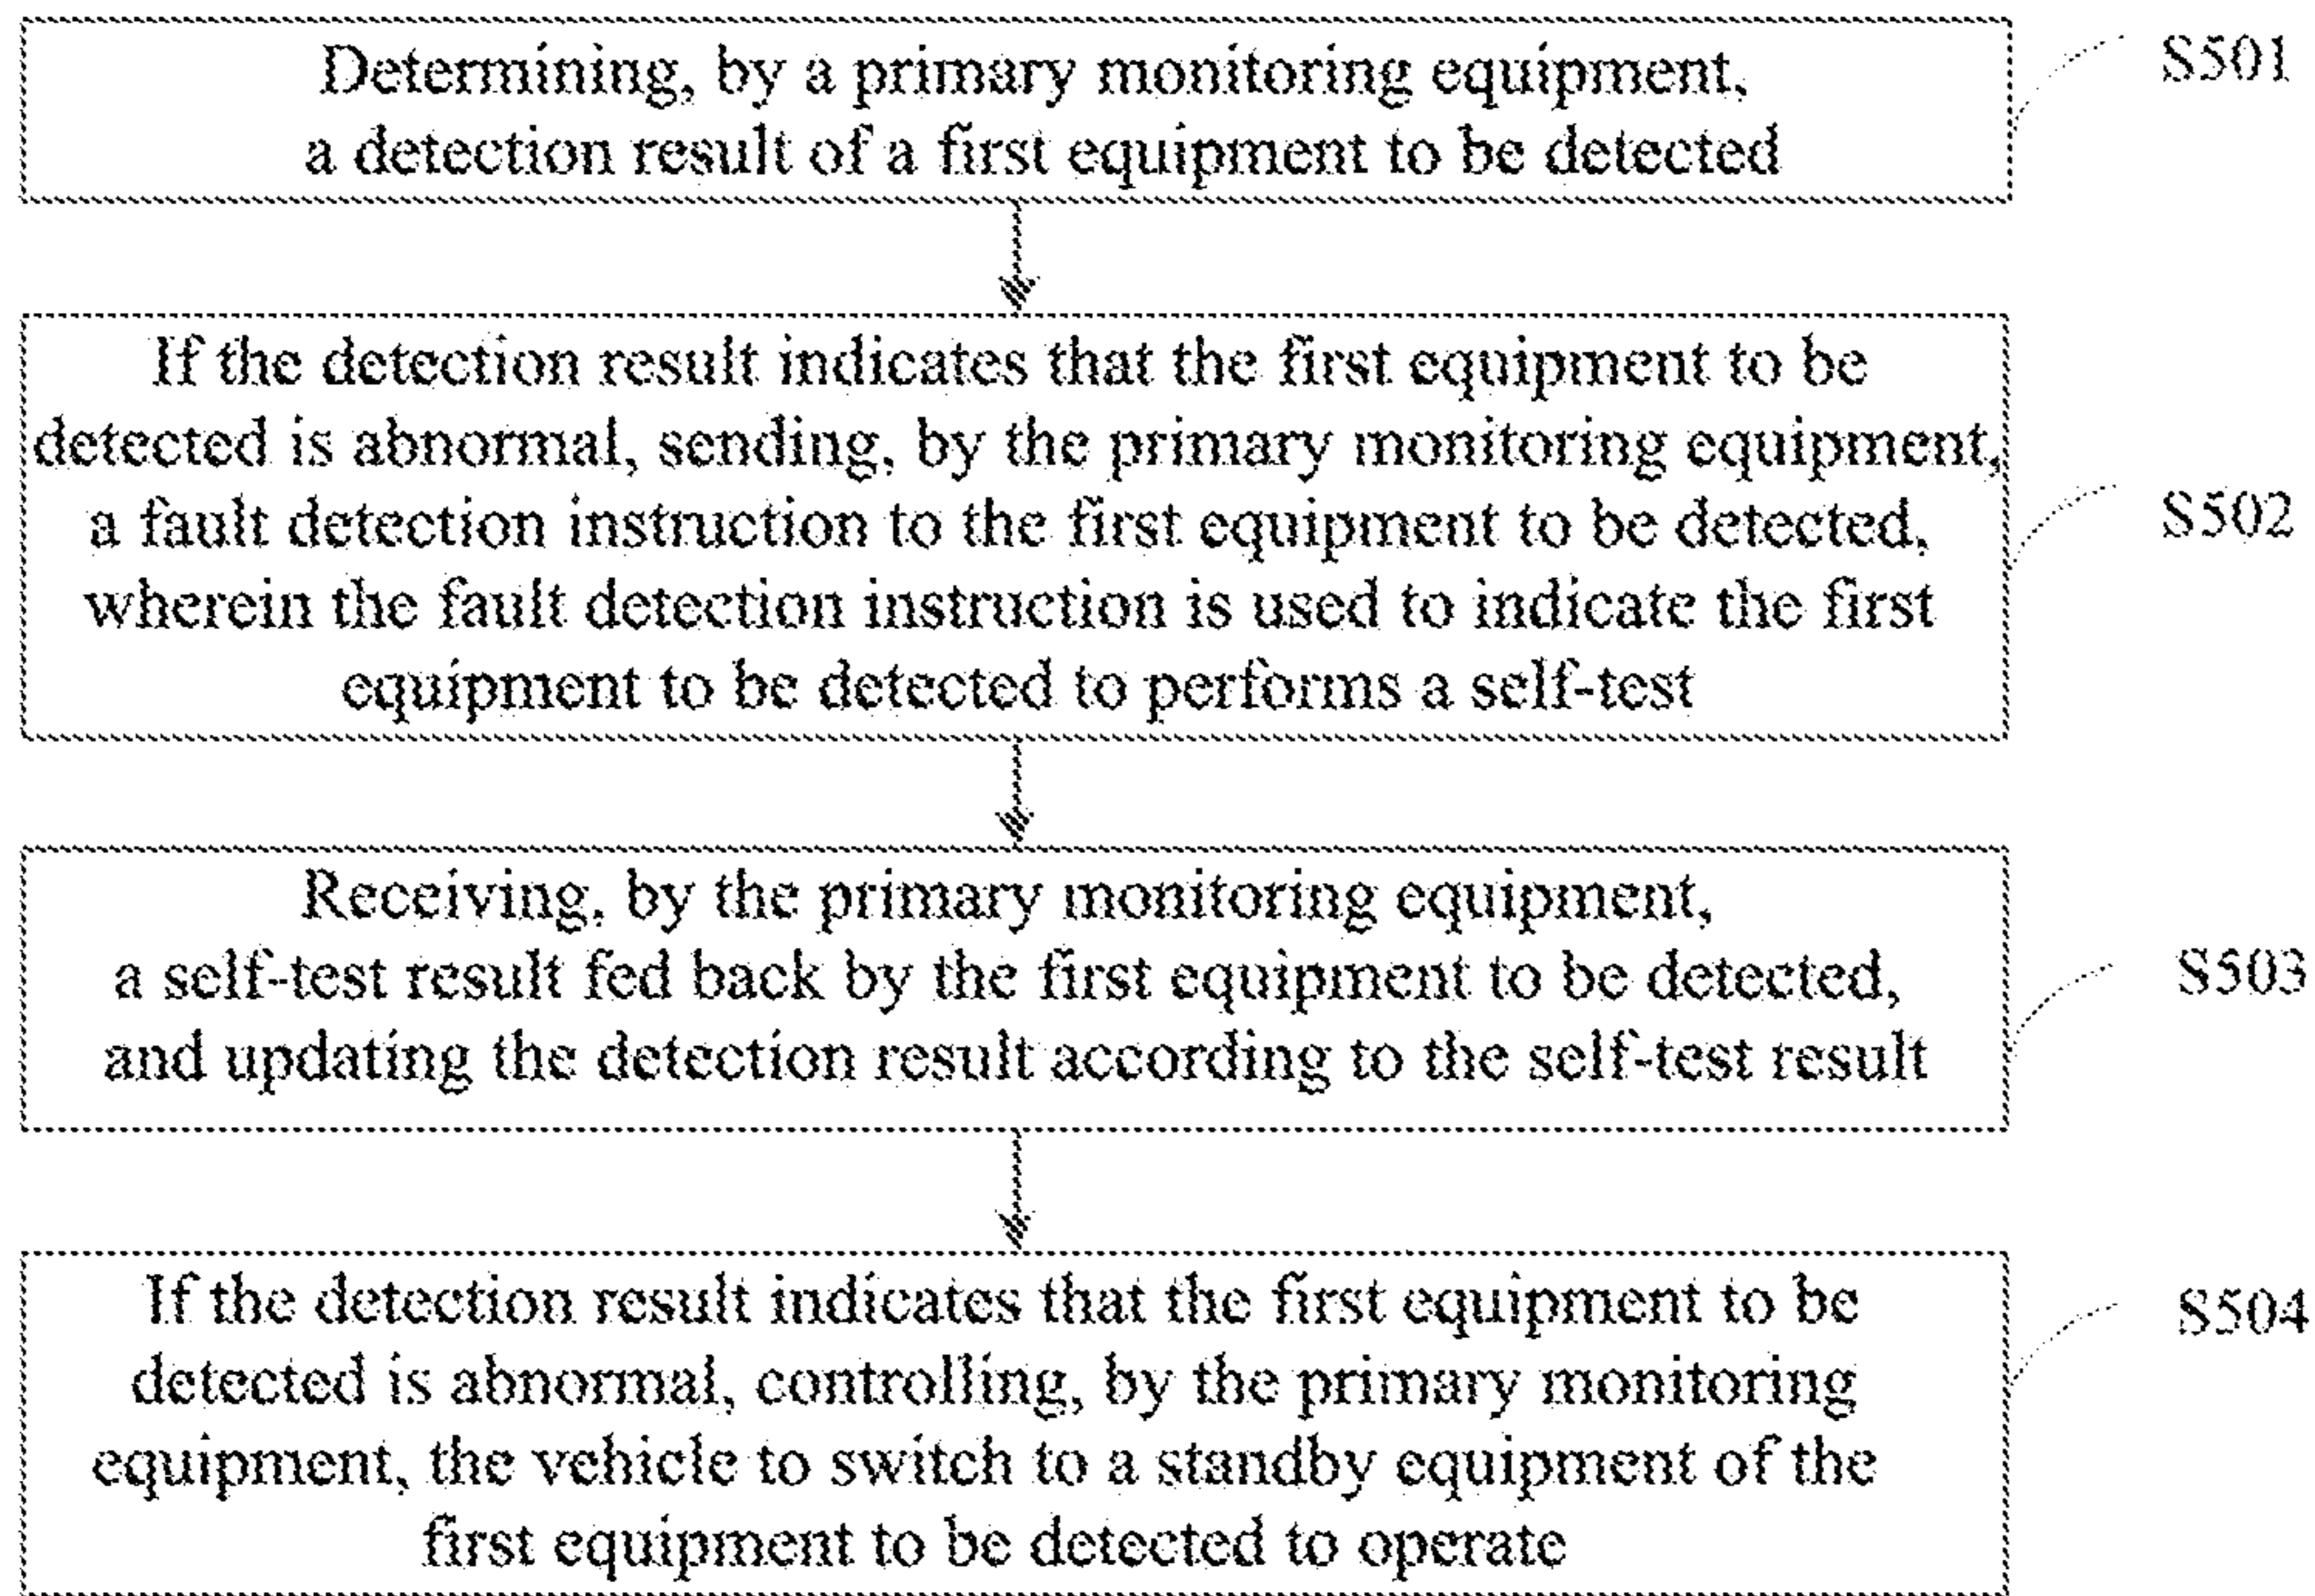 Determining, by a primary monitoring equipment,
a detection result of a first equipment to be detected
S501
If the detection result indicates that the first equipment to be
detected is abnormal, sending, by the primary monitoring equipment,
a fault detection instruction to the first equipment to be detected,
wherein the fault detection instruction is used to indicate the first
equipment to be detected to performs a self-test
S502
Receiving, by the primary monitoring equipment,
a self-test result fed back by the first equipment to be detected,
and updating the detection result according to the self-test result
S503
If the detection result indicates that the first equipment to be
detected is abnormal, controlling, by the primary monitoring
equipment, the vehicle to switch to a standby equipment of the
first equipment to be detected to operate
S504